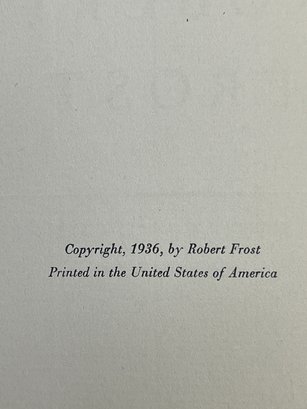 Copyright, 1936, by Robert Frost
Printed in the United States of America